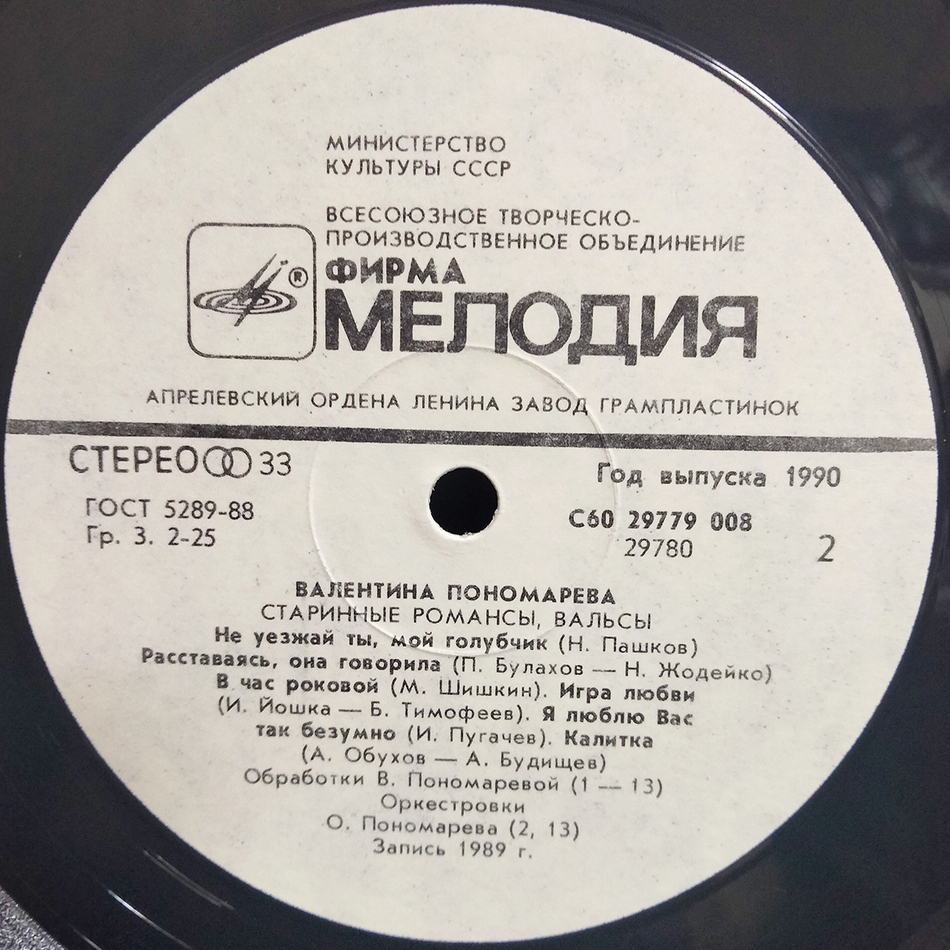 МИНИСТЕРСТВО
КУЛЬТУРЫ СССР
ВСЕСОЮЗНОЕ ТВОРЧЕСКО-
ПРОИЗВОДСТВЕННОЕ ОБЪЕДИНЕНИЕ
ФИРМА
®
МЕЛОДИЯ
АПРЕЛЕВСКИЙ ОРДЕНА ЛЕНИНА ЗАВОД ГРАМПЛАСТИНОК
СТЕРЕО 33
Год выпуска 1990
ГОСТ 5289-88
С60 29779 008
Гр. 3. 2-25
29780
2
ВАЛЕНТИНА ПОНОМАРЕВА
СТАРИННЫЕ РОМАНСЫ, ВАЛЬСЫ
Не уезжай ты, мой голубчик (Н. Пашков)
Расставаясь, она говорила (П. Булахов — Н. Жодейко)
В час роковой (М. Шишкин). Игра любви
(И. Йошка — Б. Тимофеев). Я люблю Вас
так безумно (И. Пугачев). Калитка
(А. Обухов — А. Будищев)
Обработки В. Пономаревой (1 — 13)
Оркестровки
О. Пономарева (2, 13)
Запись 1989 г.